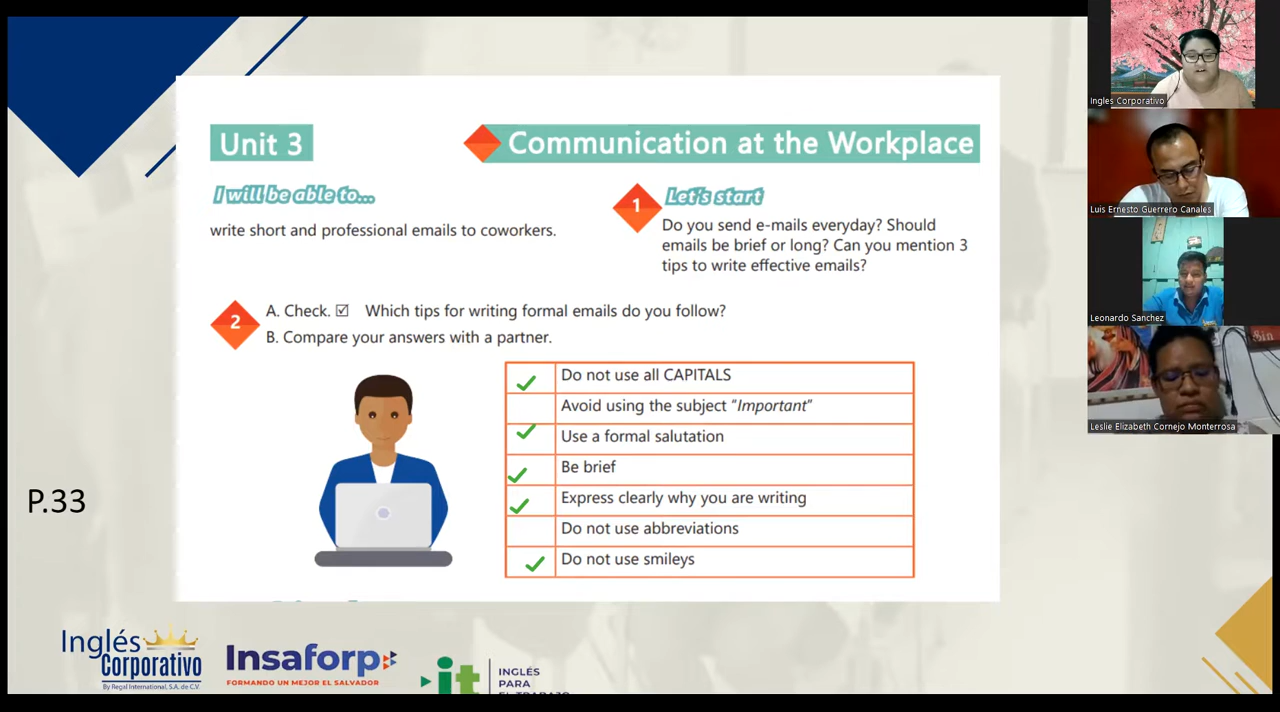 Unit 3
Communication at the Workplace
I will be able to...
write short and professional emails to coworkers.
1
Let's start
Do you send e-mails everyday? Should
emails be brief or long? Can you mention 3
tips to write effective emails?
2
A. Check. ☑ Which tips for writing formal emails do you follow?
B. Compare your answers with a partner.
✓ Do not use all CAPITALS
Avoid using the subject "Important"
✓ Use a formal salutation
✓ Be brief
✓ Express clearly why you are writing
Do not use abbreviations
✓ Do not use smileys
P.33
Inglés
Corporativo
By Regal International, S.A. de C.V.
Insaforp
FORMANDO UN MEJOR EL SALVADOR
it
INGLÉS
PARA
EL TRABAJO
Ingles Corporativo
Luis Ernesto Guerrero Canales
Leonardo Sanchez
Sin
Leslie Elizabeth Cornejo Monterrosa